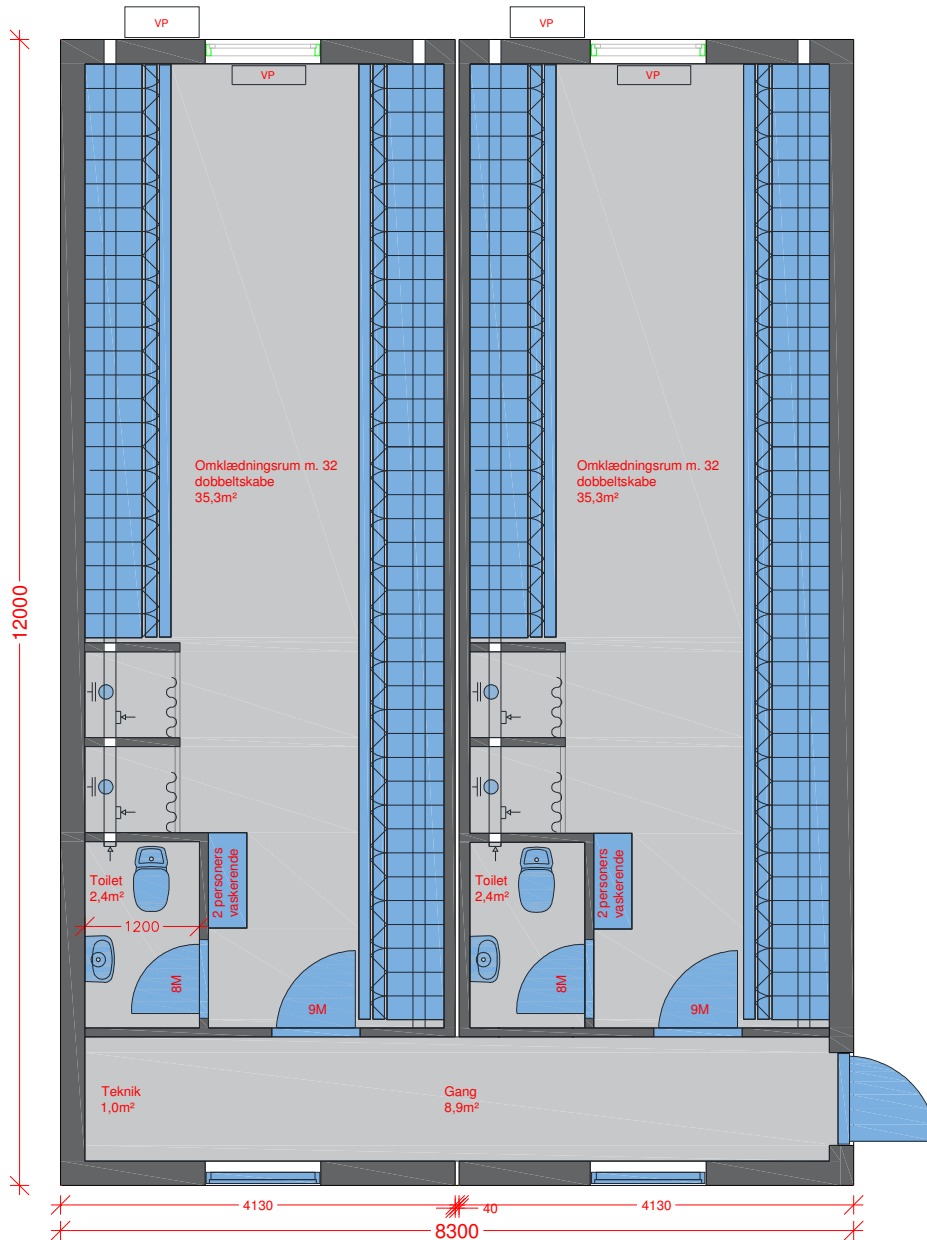 VP
VP
VP
VP
Omklædningsrum m. 32
dobbeltskabe
35,3m²
Omklædningsrum m. 32
dobbeltskabe
35,3m²
12000
Toilet
2,4m²
1200
2 personers
vaskerende
8M
9M
Toilet
2,4m²
2 personers
vaskerende
8M
9M
Teknik
1,0m²
Gang
8,9m²
4130
40
4130
8300